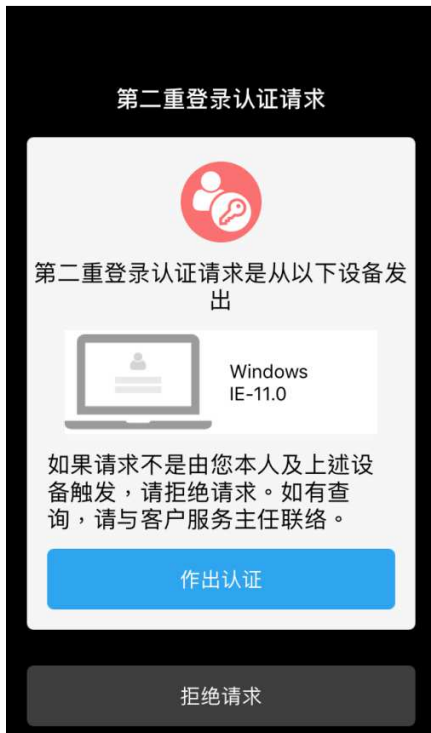 第二重登录认证请求
第二重登录认证请求是从以下设备发
出
Windows
IE-11.0
如果请求不是由您本人及上述设
备触发，请拒绝请求。如有查
询，请与客户服务主任联络。
作出认证
拒绝请求